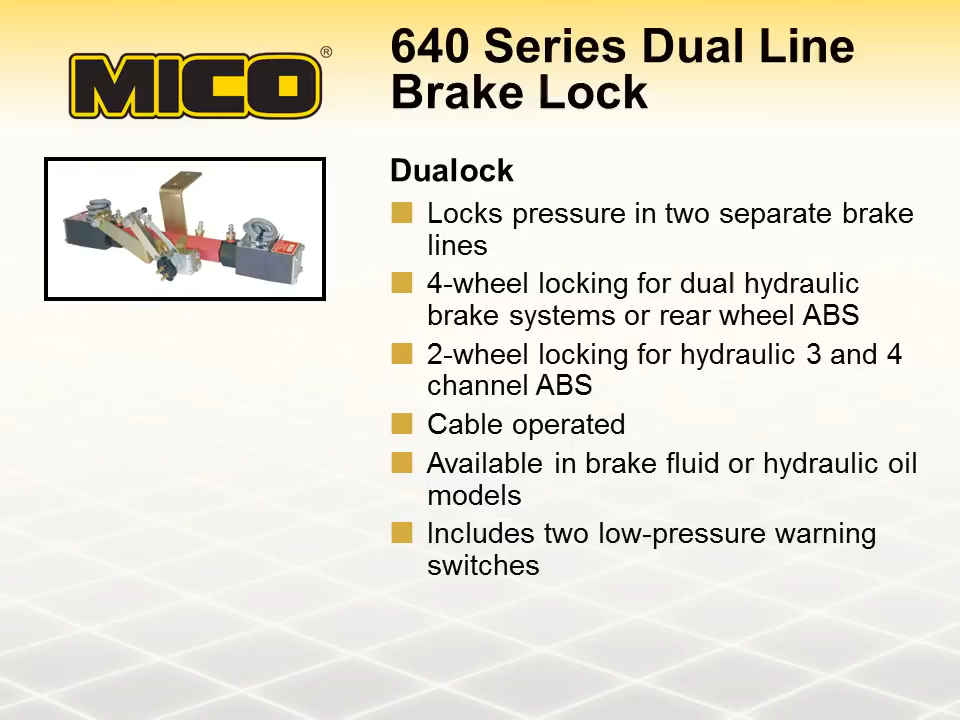 MICO®
640 Series Dual Line
Brake Lock
Dualock
Locks pressure in two separate brake
lines
4-wheel locking for dual hydraulic
brake systems or rear wheel ABS
2-wheel locking for hydraulic 3 and 4
channel ABS
Cable operated
Available in brake fluid or hydraulic oil
models
Includes two low-pressure warning
switches